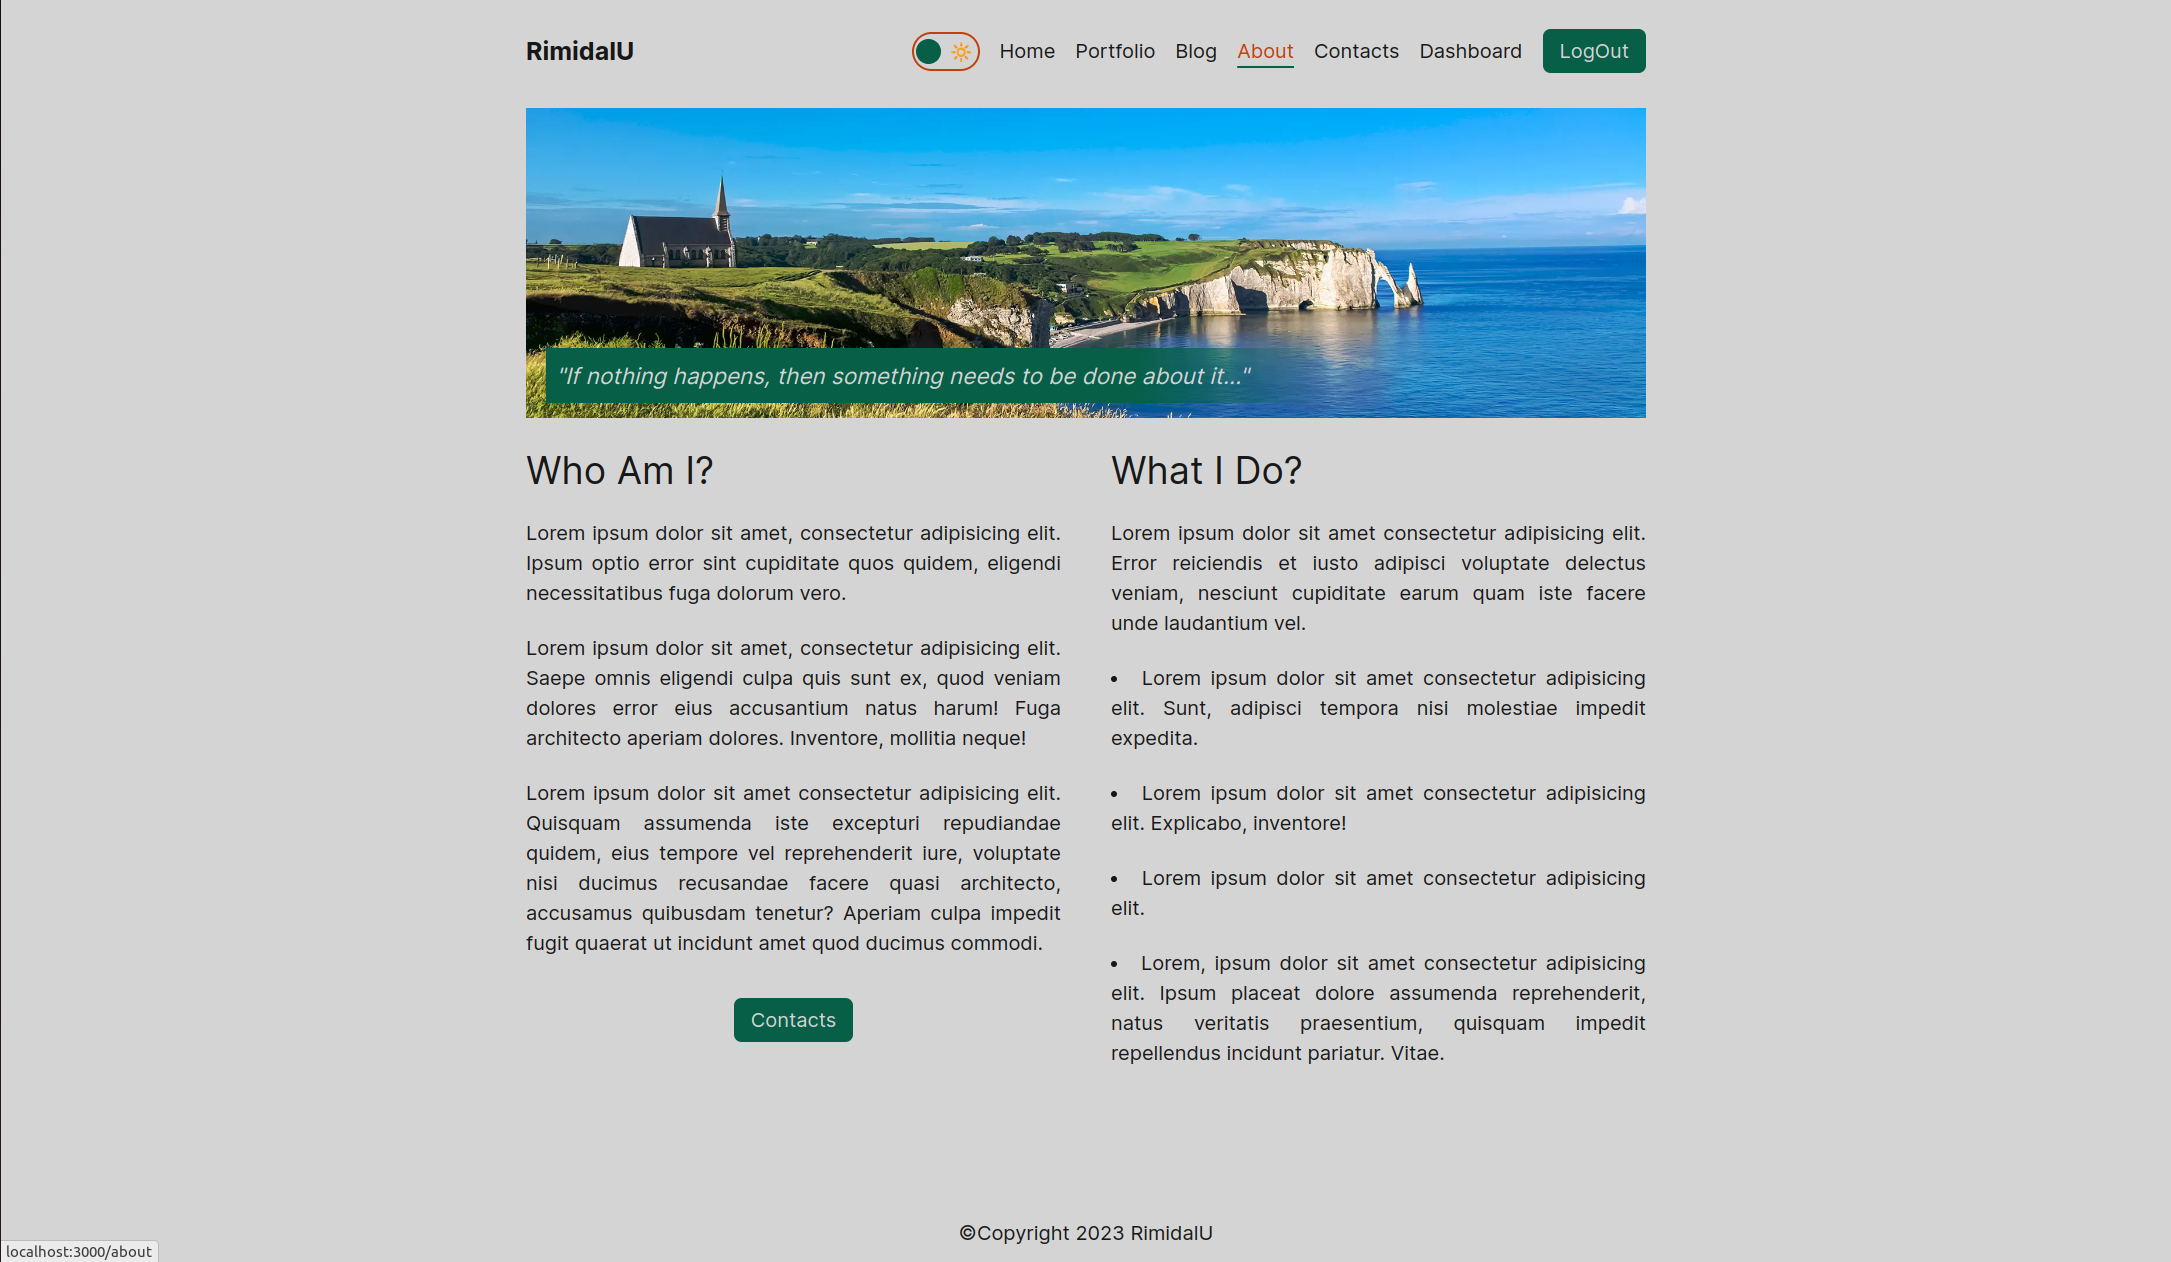 RimidalU
Home Portfolio Blog About Contacts Dashboard LogOut
"If nothing happens, then something needs to be done about it..."
Who Am I?
Lorem ipsum dolor sit amet, consectetur adipisicing elit.
Ipsum optio error sint cupiditate quos quidem, eligendi
necessitatibus fuga dolorum vero.
Lorem ipsum dolor sit amet, consectetur adipisicing elit.
Saepe omnis eligendi culpa quis sunt ex, quod veniam
dolores error eius accusantium natus harum! Fuga
architecto aperiam dolores. Inventore, mollitia neque!
Lorem ipsum dolor sit amet consectetur adipisicing elit.
Quisquam assumenda iste excepturi repudiandae
quidem, eius tempore vel reprehenderit iure, voluptate
nisi ducimus recusandae facere quasi architecto,
accusamus quibusdam tenetur? Aperiam culpa impedit
fugit quaerat ut incidunt amet quod ducimus commodi.
Contacts
What I Do?
Lorem ipsum dolor sit amet consectetur adipisicing elit.
Error reiciendis et iusto adipisci voluptate delectus
veniam, nesciunt cupiditate earum quam iste facere
unde laudantium vel.
• Lorem ipsum dolor sit amet consectetur adipisicing
elit. Sunt, adipisci tempora nisi molestiae impedit
expedita.
• Lorem ipsum dolor sit amet consectetur adipisicing
elit. Explicabo, inventore!
• Lorem ipsum dolor sit amet consectetur adipisicing
elit.
• Lorem, ipsum dolor sit amet consectetur adipisicing
elit. Ipsum placeat dolore assumenda reprehenderit,
natus veritatis praesentium, quisquam impedit
repellendus incidunt pariatur. Vitae.
©Copyright 2023 RimidalU
localhost:3000/about